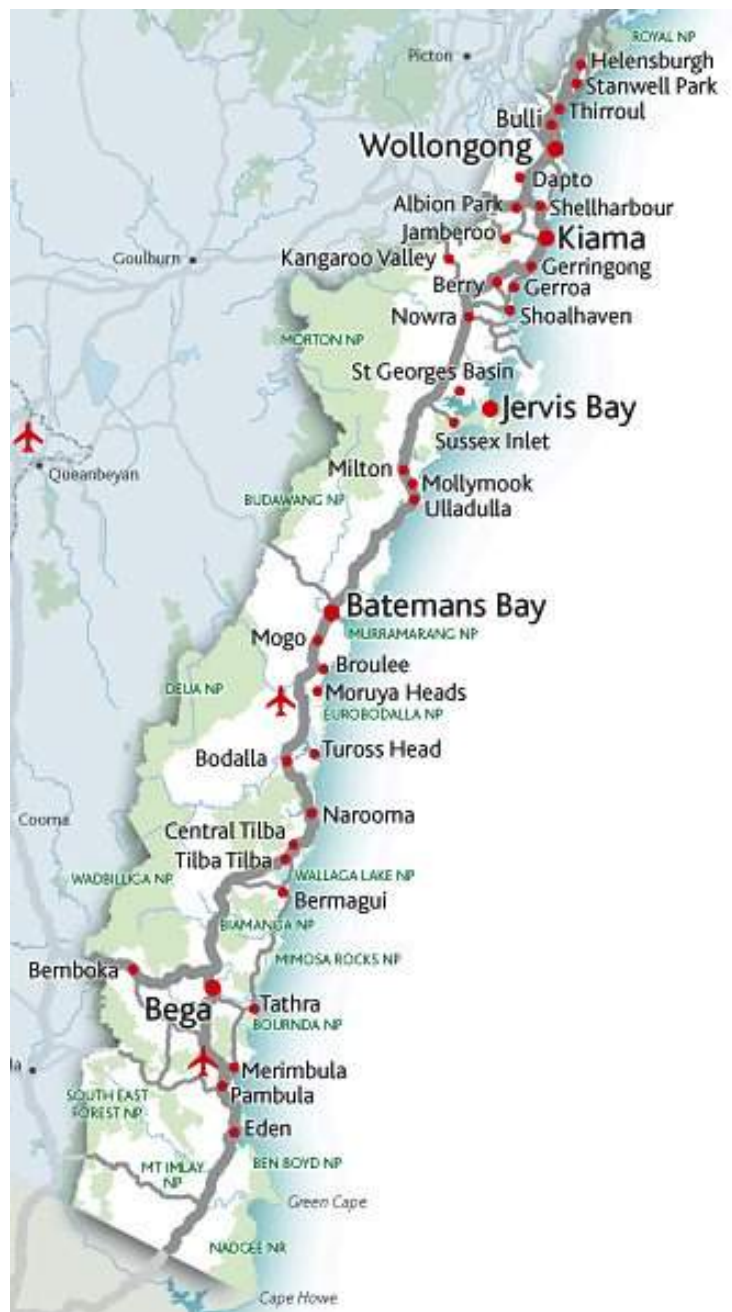 ROYAL NP
Picton
Helensburgh
Stanwell Park
Thirroul
Bulli
Wollongong
Dapto
Albion Park
Shellharbour
Jamberoo
Kiama
Goulburn
Kangaroo Valley
Gerringong
Berry
Gerroa
Nowra
Shoalhaven
MORTON NP
St Georges Basin
Jervis Bay
Sussex Inlet
Milton
Queanbeyan
Mollymook
BUDAWANG NP
Ulladulla
Batemans Bay
MURRAMARANG NP
Mogo
Broulee
DEUA NP
Moruya Heads
EUROBODALLA NP
Tuross Head
Bodalla
Narooma
Cooma
Central Tilba
Tilba Tilba
WALLAGA LAKE NP
WADBILLIGA NP
Bermagui
BIAMANGA NP
MIMOSA ROCKS NP
Bemboka
Tathra
Bega
BOURNDA NP
la
Merimbula
SOUTH EAST
FOREST NP
Pambula
Eden
MT IMLAY
NP
BEN BOYD NP
Green Cape
NADGEE NR
Cape Howe